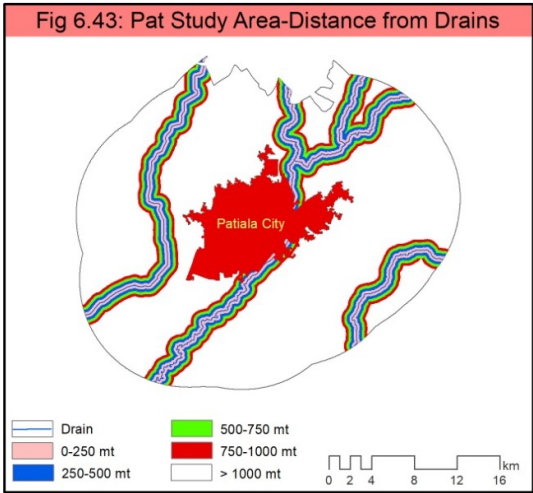 Fig 6.43: Pat Study Area-Distance from Drains
Patiala City
Drain
0-250 mt
250-500 mt
500-750 mt
750-1000 mt
> 1000 mt
km
0 2 4 8 12 16